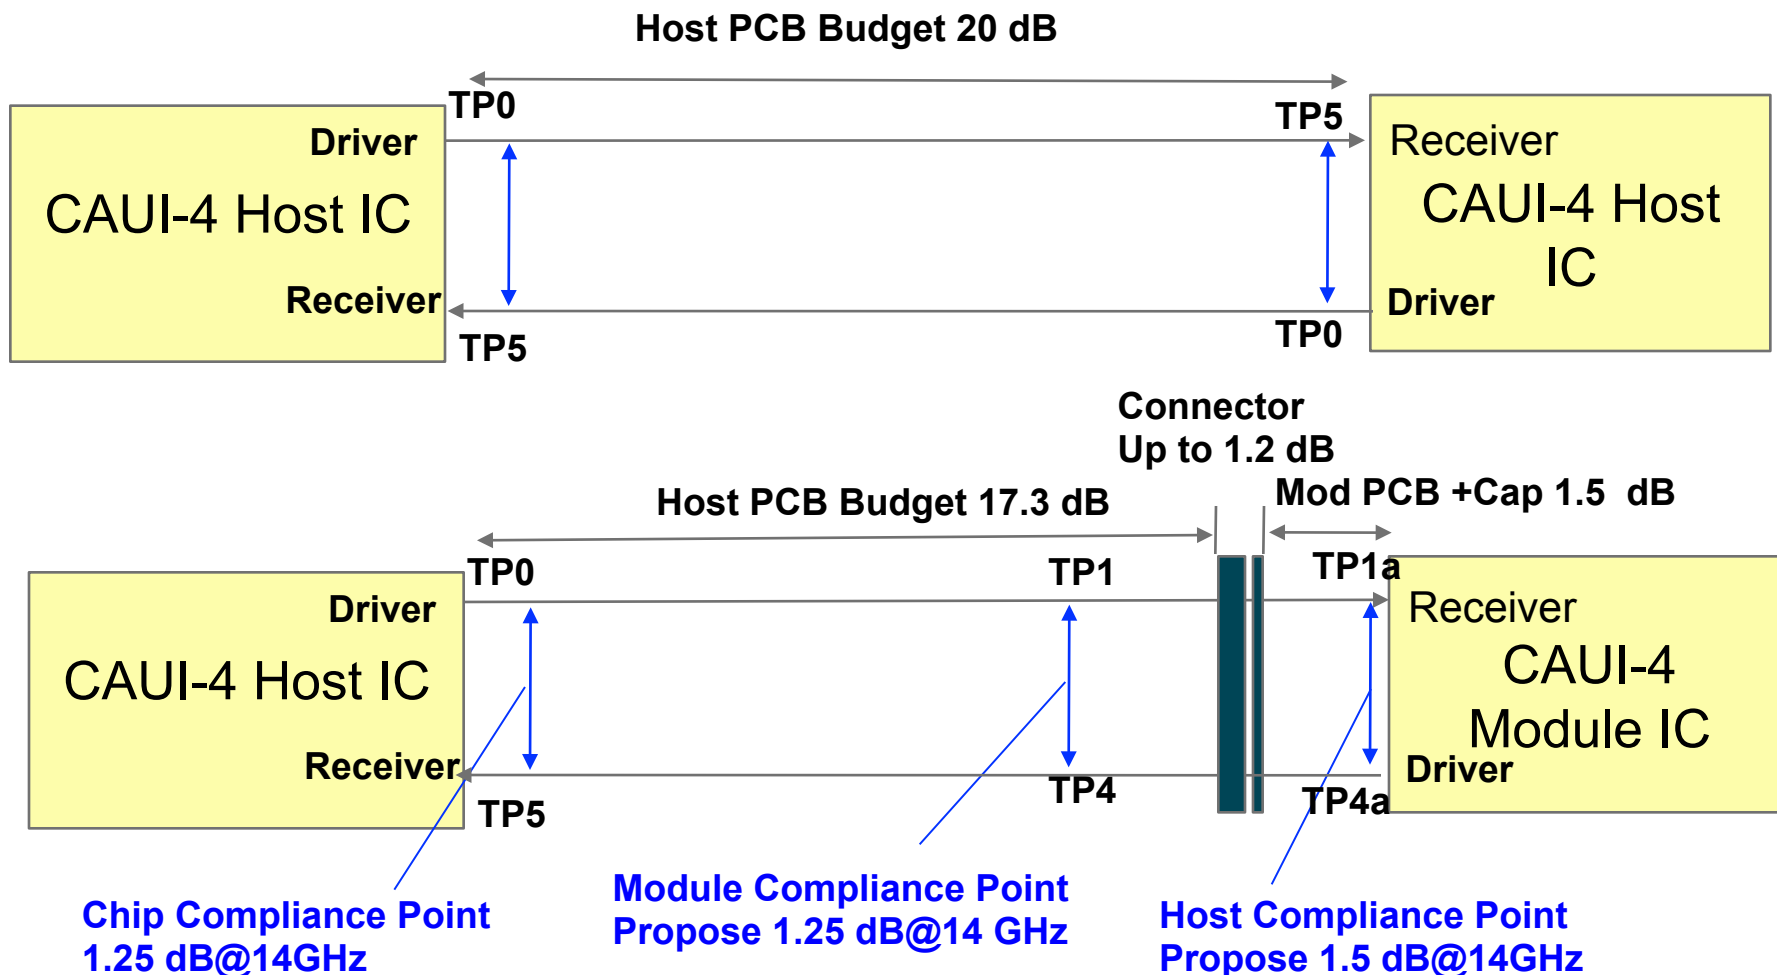 Host PCB Budget 20 dB
TP0
TP5
Driver
Receiver
CAUI-4 Host IC
CAUI-4 Host
IC
Receiver
Driver
TP5
TP0
Connector
Up to 1.2 dB
Host PCB Budget 17.3 dB
Mod PCB +Cap 1.5 dB
TP0
TP1
TP1a
Driver
Receiver
CAUI-4 Host IC
CAUI-4
Module IC
Receiver
Driver
TP5
TP4
TP4a
Chip Compliance Point
1.25 dB@14GHz
Module Compliance Point
Propose 1.25 dB@14 GHz
Host Compliance Point
Propose 1.5 dB@14GHz